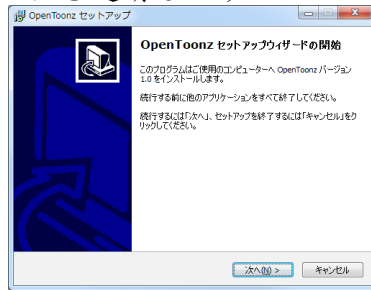 OpenToonz セットアップ
OpenToonz セットアップウィザードの開始
このプログラムはご使用のコンピューターへ OpenToonz バージョン
1.0 をインストールします。
続行する前に他のアプリケーションをすべて終了してください。
続行するには「次へ」、セットアップを終了するには「キャンセル」をク
リックしてください。
次へ(N) >
キャンセル